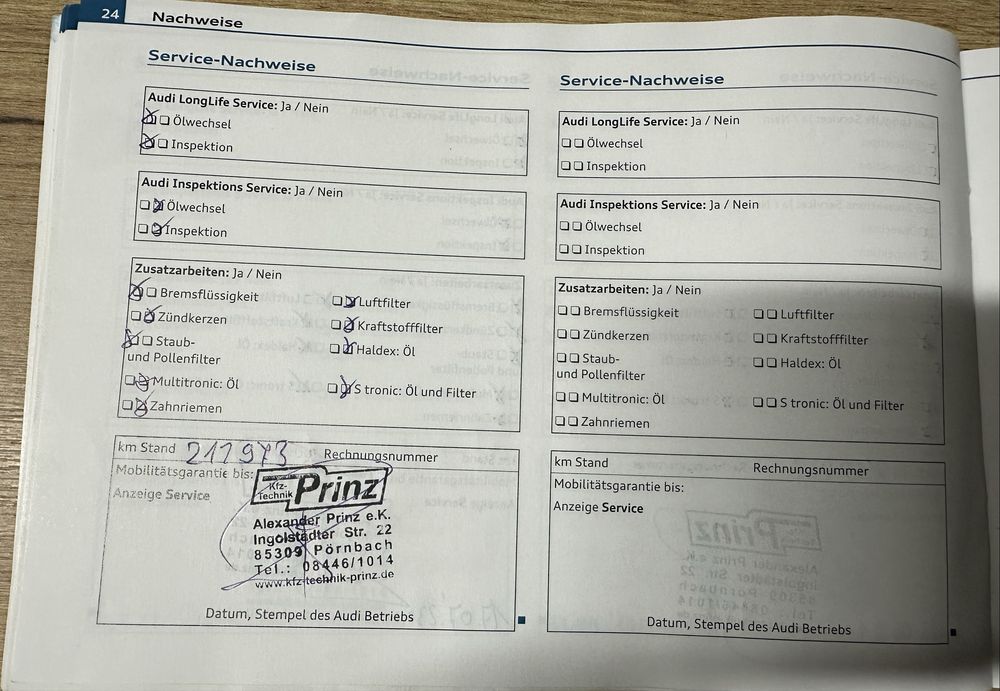 24 Nachweise
Service-Nachweise
Audi LongLife Service: Ja / Nein
Ölwechsel
Inspektion
Audi Inspektions Service: Ja / Nein
Ölwechsel
Inspektion
Zusatzarbeiten: Ja / Nein
Bremsflüssigkeit Luftfilter
Zündkerzen Kraftstofffilter
Staub- Haldex: Öl
und Pollenfilter
Multitronic: Öl S tronic: Öl und Filter
Zahnriemen
km Stand 211973 Rechnungsnummer
Mobilitätsgarantie bis:
Anzeige Service
Kfz-
Technik Prinz
Alexander Prinz e.K.
Ingolstädter Str. 22
85309 Pörnbach
Tel.: 08446/1014
www.kfz-technik-prinz.de
Datum, Stempel des Audi Betriebs
Service-Nachweise
Audi LongLife Service: Ja / Nein
Ölwechsel
Inspektion
Audi Inspektions Service: Ja / Nein
Ölwechsel
Inspektion
Zusatzarbeiten: Ja / Nein
Bremsflüssigkeit Luftfilter
Zündkerzen Kraftstofffilter
Staub- Haldex: Öl
und Pollenfilter
Multitronic: Öl S tronic: Öl und Filter
Zahnriemen
km Stand Rechnungsnummer
Mobilitätsgarantie bis:
Anzeige Service
Datum, Stempel des Audi Betriebs